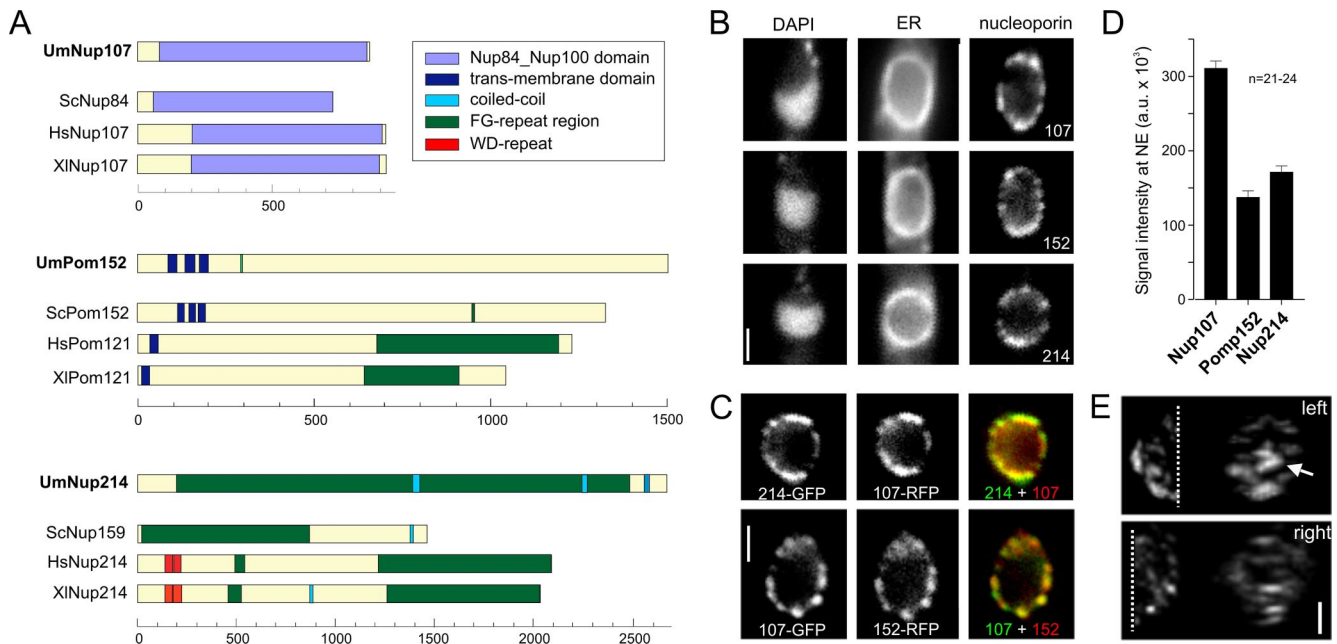 A
UmNup107
ScNup84
HsNup107
XlNup107
0
500
Nup84_Nup100 domain
trans-membrane domain
coiled-coil
FG-repeat region
WD-repeat
UmPom152
ScPom152
HsPom121
XlPom121
0
500
1000
1500
UmNup214
ScNup159
HsNup214
XlNup214
0
500
1000
1500
2000
2500
B
DAPI
ER
nucleoporin
107
152
214
C
214-GFP
107-RFP
214 + 107
107-GFP
152-RFP
107 + 152
D
Signal intensity at NE (a.u. x 10³)
300
200
100
0
n=21-24
Nup107
Pomp152
Nup214
E
left
right